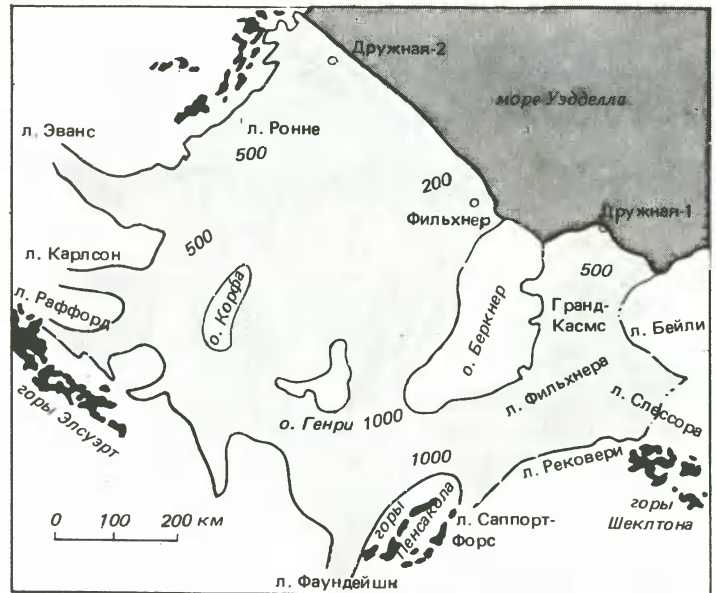 Дружная-2
море Уэдделла
л. Эванс
л. Ронне
500
200
Фильхнер
Дружная-1
500
л. Карлсон
500
Гранд-
Касмс
л. Раффорд
о. Корфа
о. Беркнер
л. Бейли
л. Фильхнера
л. Слессора
горы Элсуэрт
о. Генри
1000
1000
л. Рековери
горы
Шеклтона
0 100 200 км
горы
Пенсакола
л. Саппорт-
Форс
л. Фаундейшн